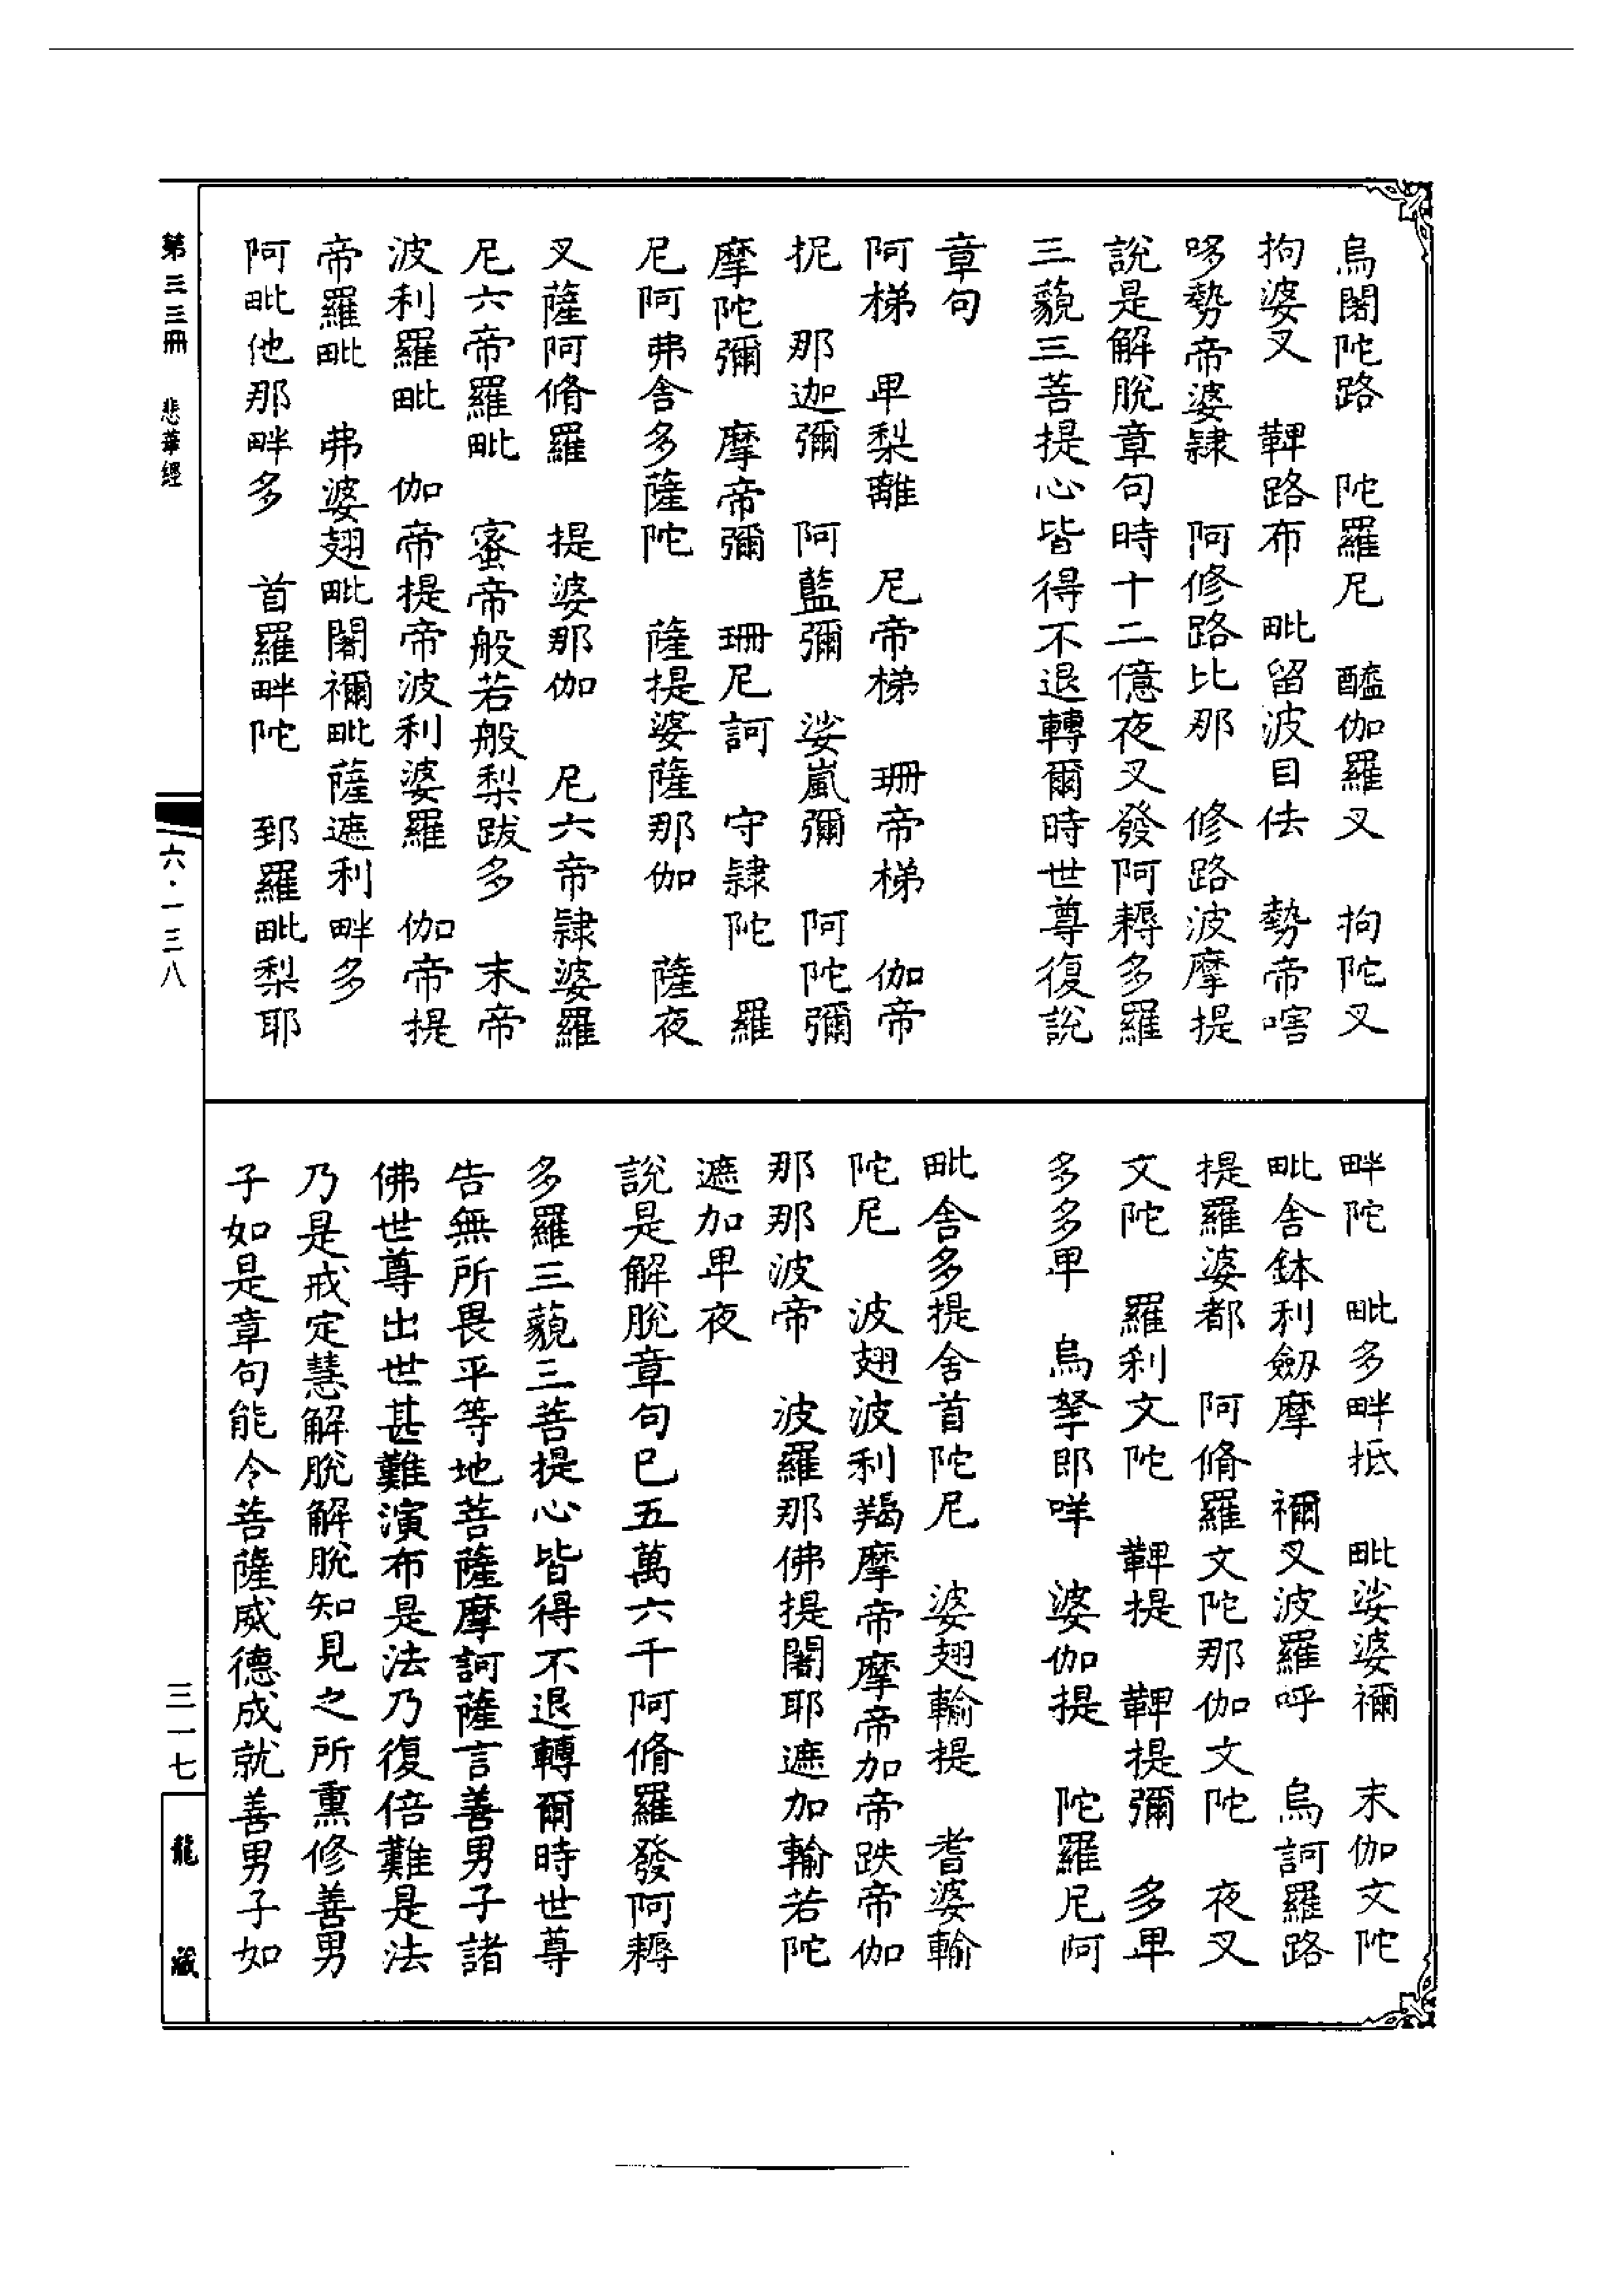 烏闍陀路　陀羅尼　醯伽羅叉　拘陀叉
拘婆叉　鞞路布　毗留波目佉　勢帝㗃
哆勢帝婆隸　阿修路比那　修路波摩提
說是解脫章句時十二億夜叉發阿耨多羅
三藐三菩提心皆得不退轉爾時世尊復說
章句
阿梯　卑梨離　尼帝梯　珊帝梯　伽帝
抳　那迦彌　阿藍彌　娑嵐彌　阿陀彌
摩陀彌　摩帝彌　珊尼訶　守隸陀　羅
尼阿弗舍多薩陀　薩提婆薩那伽　薩夜
叉薩阿脩羅　提婆那伽　尼六帝隸婆羅
尼六帝羅毗　蜜帝般若般梨跋多　末帝
波利羅毗　伽帝提帝波利婆羅　伽帝提
帝羅毗　弗婆翅毗闍禰毗薩遮利畔多
阿毗他那畔多　首羅畔陀　郅羅毗梨耶
畔陀　毗多畔抵　毗娑婆禰　末伽文陀
毗舍鉢利劒摩　禰叉波羅呼　烏訶羅路
提羅婆都　阿脩羅文陀那伽文陀　夜叉
文陀　羅剎文陀　鞞提　鞞提彌　多卑
多多卑　烏拏郎咩　婆伽提　陀羅尼阿
毗舍多提舍首陀尼　婆翅輸提　耆婆輸
陀尼　波翅波利羯摩帝摩帝加帝跌帝伽
那那波帝　波羅那佛提闍耶遮加輸若陀
遮加卑夜
說是解脫章句已五萬六千阿脩羅發阿耨
多羅三藐三菩提心皆得不退轉爾時世尊
告無所畏平等地菩薩摩訶薩言善男子諸
佛世尊出世甚難演布是法乃復倍難是法
乃是戒定慧解脫解脫知見之所熏修善男
子如是章句能令菩薩威德成就善男子如
第三三冊　悲華經
六·一三八
三一七
龍藏